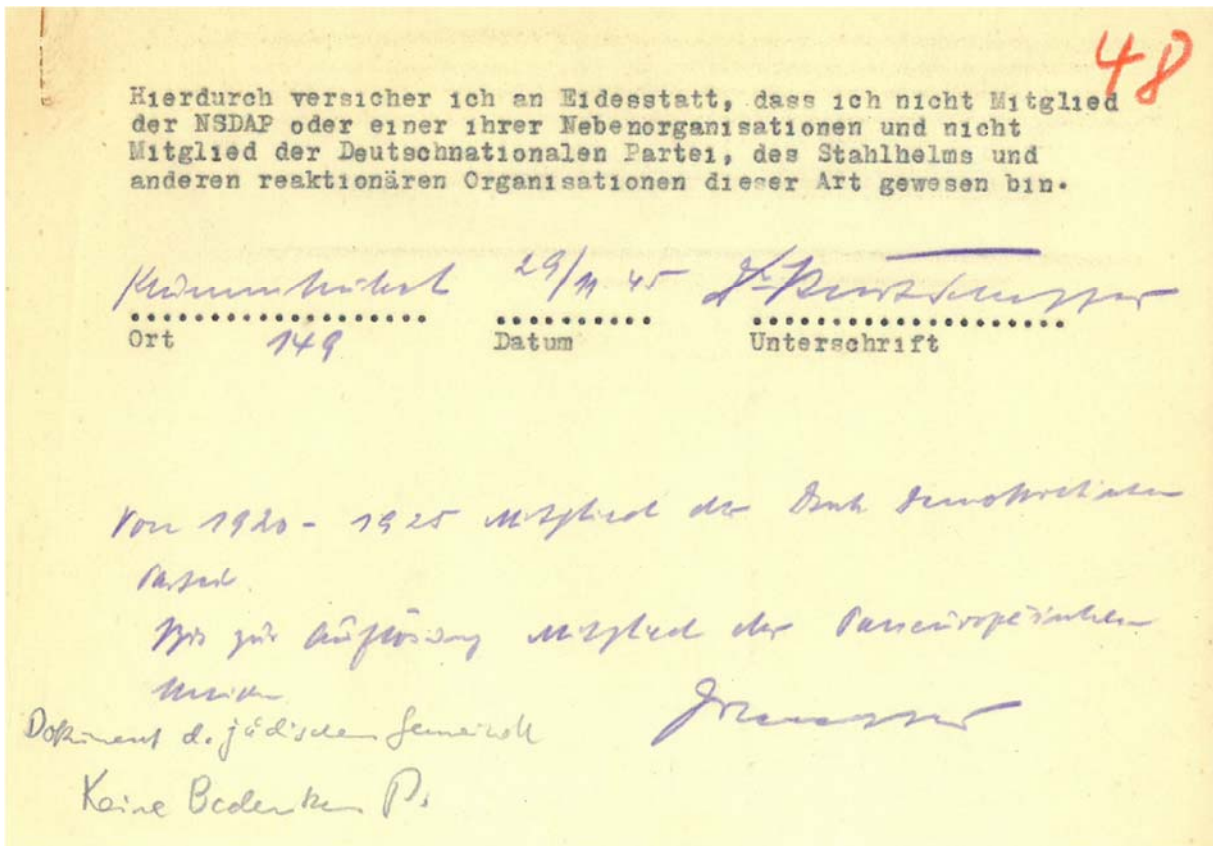 48
Hierdurch versicher ich an Eidesstatt, dass ich nicht Mitglied
der NSDAP oder einer ihrer Nebenorganisationen und nicht
Mitglied der Deutschnationalen Partei, des Stahlhelms und
anderen reaktionären Organisationen dieser Art gewesen bin.
29/11 45
Ort Datum Unterschrift
149
Von 1920 - 1925 Mitglied der Deutsch Demokratischen
Partei.
Bis zur Auflösung Mitglied der Paneuropäischen
Union
Dokument d. jüdischen Gemeinde
Keine Bedenken P.